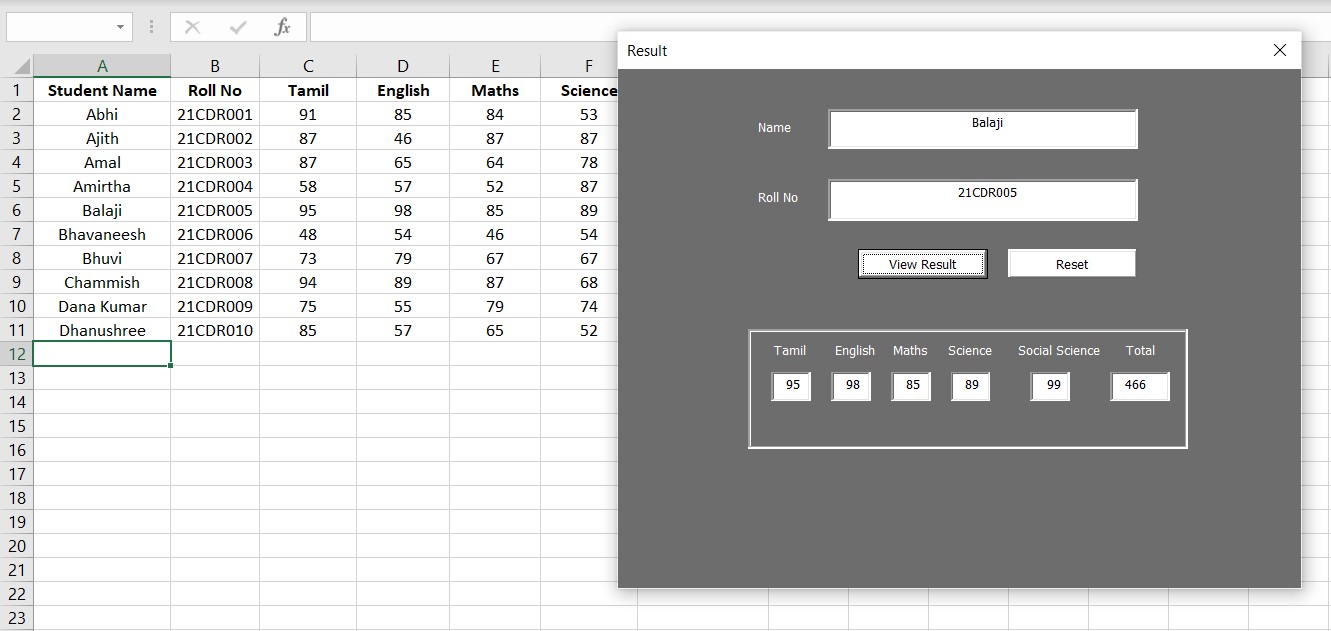 fx
Result
A B C D E F
1 Student Name Roll No Tamil English Maths Science
2 Abhi 21CDR001 91 85 84 53
3 Ajith 21CDR002 87 46 87 87
4 Amal 21CDR003 87 65 64 78
5 Amirtha 21CDR004 58 57 52 87
6 Balaji 21CDR005 95 98 85 89
7 Bhavaneesh 21CDR006 48 54 46 54
8 Bhuvi 21CDR007 73 79 67 67
9 Chammish 21CDR008 94 89 87 68
10 Dana Kumar 21CDR009 75 55 79 74
11 Dhanushree 21CDR010 85 57 65 52
12
13
14
15
16
17
18
19
20
21
22
23
Name Balaji
Roll No 21CDR005
View Result Reset
Tamil English Maths Science Social Science Total
95 98 85 89 99 466